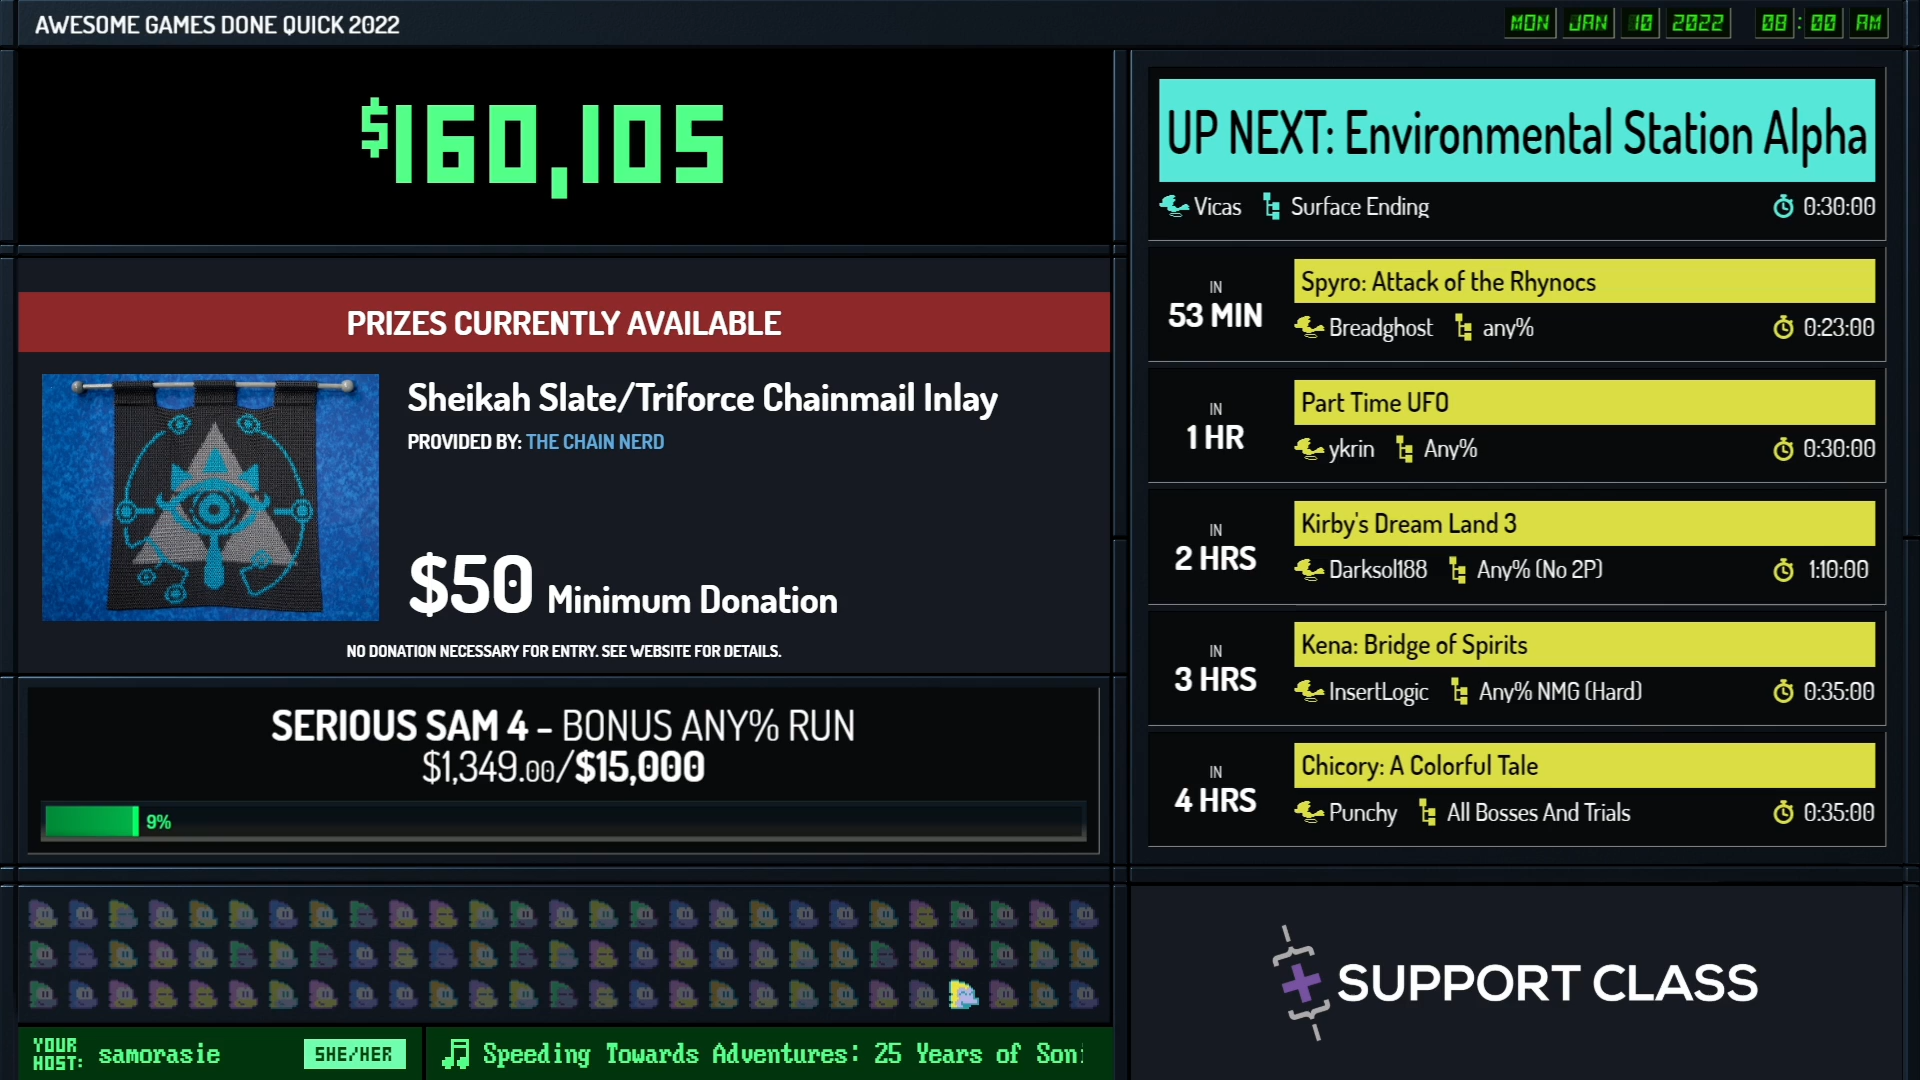 AWESOME GAMES DONE QUICK 2022
MON JAN 10 2022 08:00 AM
$160,105
PRIZES CURRENTLY AVAILABLE
Sheikah Slate/Triforce Chainmail Inlay
PROVIDED BY: THE CHAIN NERD
$50 Minimum Donation
NO DONATION NECESSARY FOR ENTRY. SEE WEBSITE FOR DETAILS.
SERIOUS SAM 4 – BONUS ANY% RUN
$1,349.00/$15,000
9%
YOUR HOST: samorasie SHE/HER
Speeding Towards Adventures: 25 Years of Soni
UP NEXT: Environmental Station Alpha
Vicas Surface Ending 0:30:00
IN 53 MIN
Spyro: Attack of the Rhynocs
Breadghost any% 0:23:00
IN 1 HR
Part Time UFO
ykrin Any% 0:30:00
IN 2 HRS
Kirby's Dream Land 3
Darksol188 Any% (No 2P) 1:10:00
IN 3 HRS
Kena: Bridge of Spirits
InsertLogic Any% NMG (Hard) 0:35:00
IN 4 HRS
Chicory: A Colorful Tale
Punchy All Bosses And Trials 0:35:00
SUPPORT CLASS